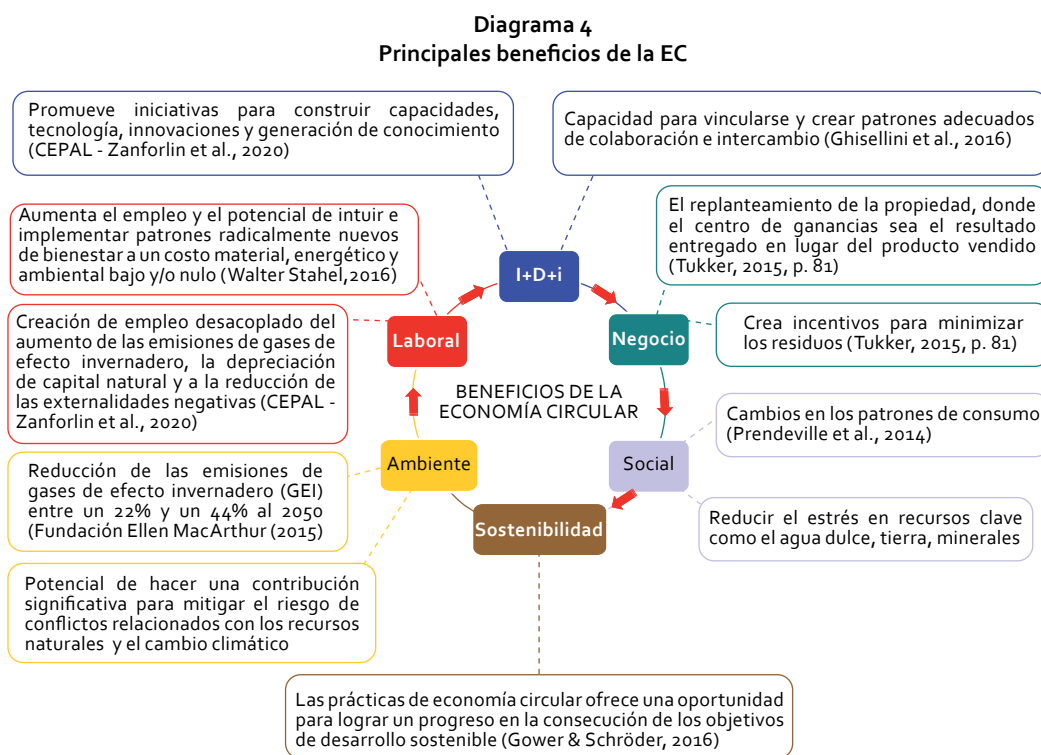 Diagrama 4
Principales beneficios de la EC
Promueve iniciativas para construir capacidades,
tecnología, innovaciones y generación de conocimiento
(CEPAL - Zanforlin et al., 2020)
Capacidad para vincularse y crear patrones adecuados
de colaboración e intercambio (Ghisellini et al., 2016)
Aumenta el empleo y el potencial de intuir e
implementar patrones radicalmente nuevos
de bienestar a un costo material, energético y
ambiental bajo y/o nulo (Walter Stahel,2016)
El replanteamiento de la propiedad, donde
el centro de ganancias sea el resultado
entregado en lugar del producto vendido
(Tukker, 2015, p. 81)
I+D+i
Laboral
Negocio
Creación de empleo desacoplado del
aumento de las emisiones de gases de
efecto invernadero, la depreciación
de capital natural y a la reducción de
las externalidades negativas (CEPAL -
Zanforlin et al., 2020)
Crea incentivos para minimizar
los residuos (Tukker, 2015, p. 81)
BENEFICIOS DE LA
ECONOMÍA CIRCULAR
Cambios en los patrones de consumo
(Prendeville et al., 2014)
Ambiente
Social
Reducción de las emisiones de
gases de efecto invernadero (GEI)
entre un 22% y un 44% al 2050
(Fundación Ellen MacArthur (2015)
Sostenibilidad
Reducir el estrés en recursos clave
como el agua dulce, tierra, minerales
Potencial de hacer una contribución
significativa para mitigar el riesgo de
conflictos relacionados con los recursos
naturales y el cambio climático
Las prácticas de economía circular ofrece una oportunidad
para lograr un progreso en la consecución de los objetivos
de desarrollo sostenible (Gower & Schröder, 2016)